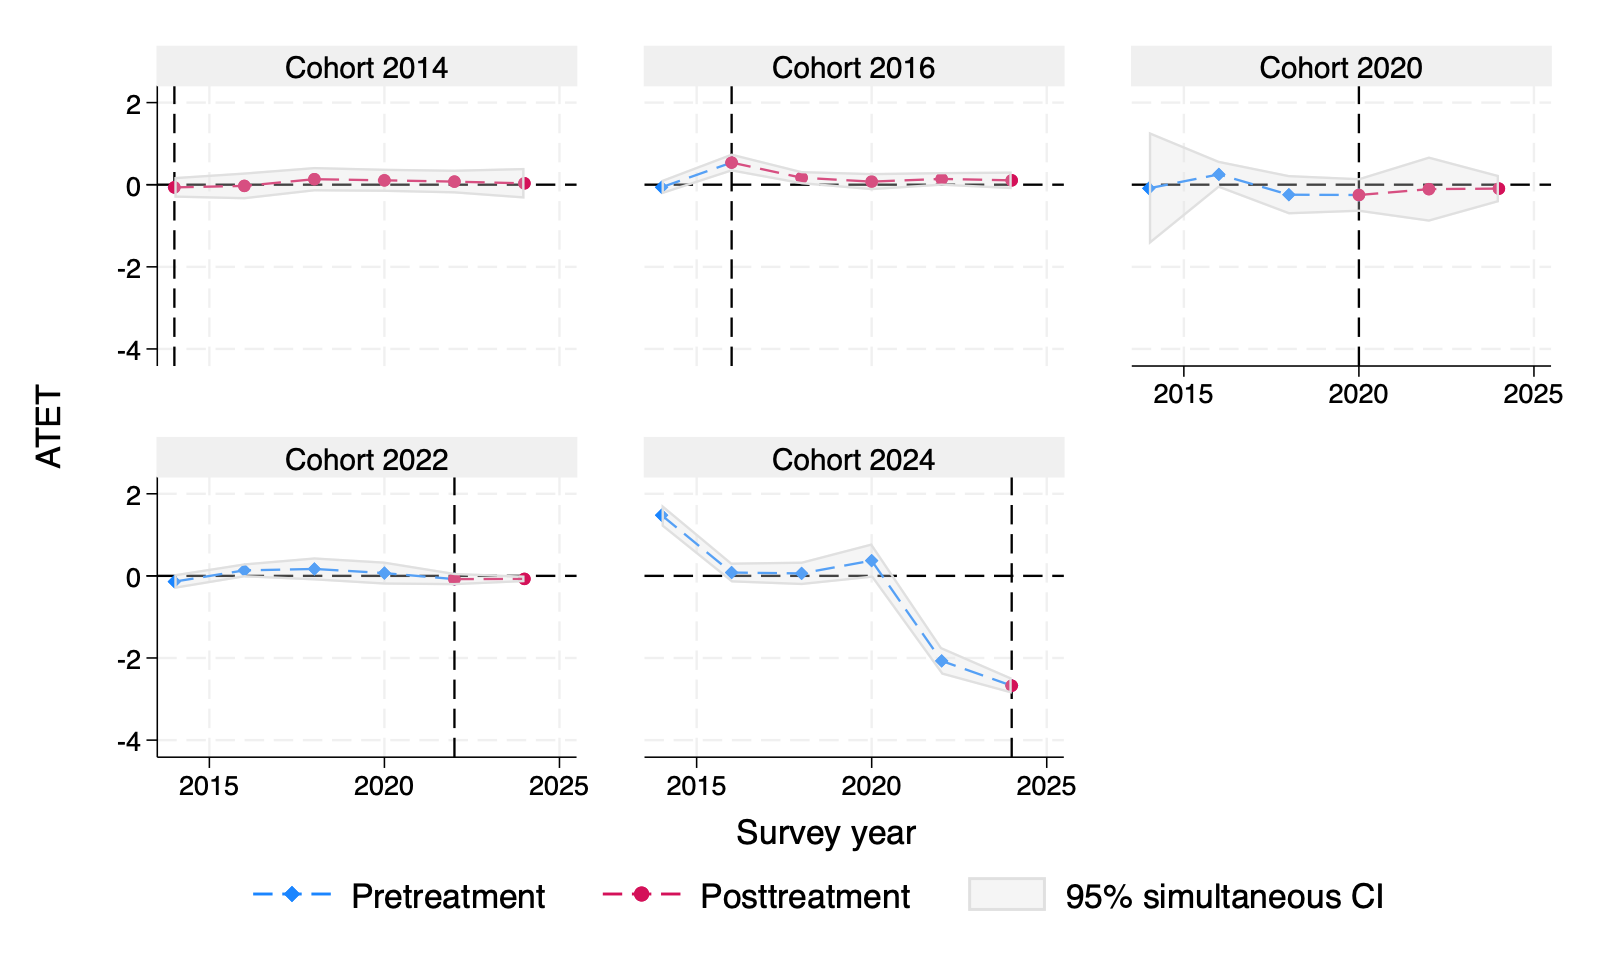 Cohort 2014
Cohort 2016
Cohort 2020
2
0
-2
-4
2015
2020
2025
ATET
Cohort 2022
Cohort 2024
2
0
-2
-4
2015
2020
2025
2015
2020
2025
Survey year
Pretreatment
Posttreatment
95% simultaneous CI